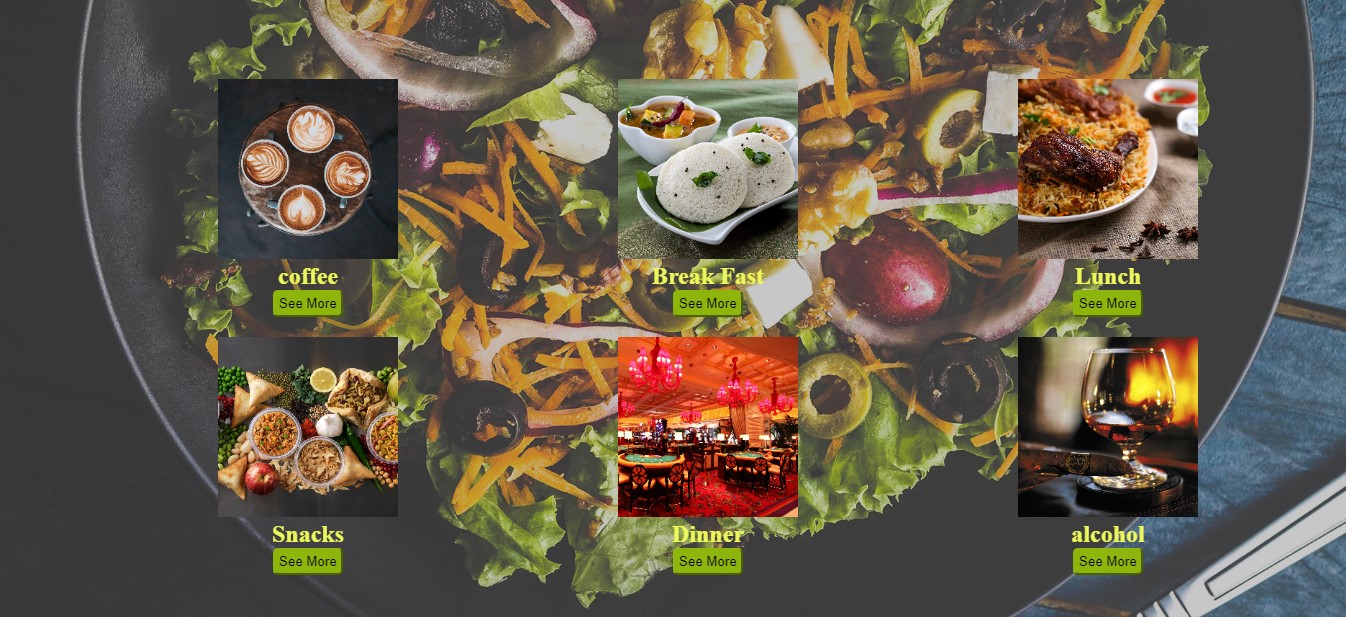 coffee
See More
Break Fast
See More
Lunch
See More
Snacks
See More
Dinner
See More
alcohol
See More